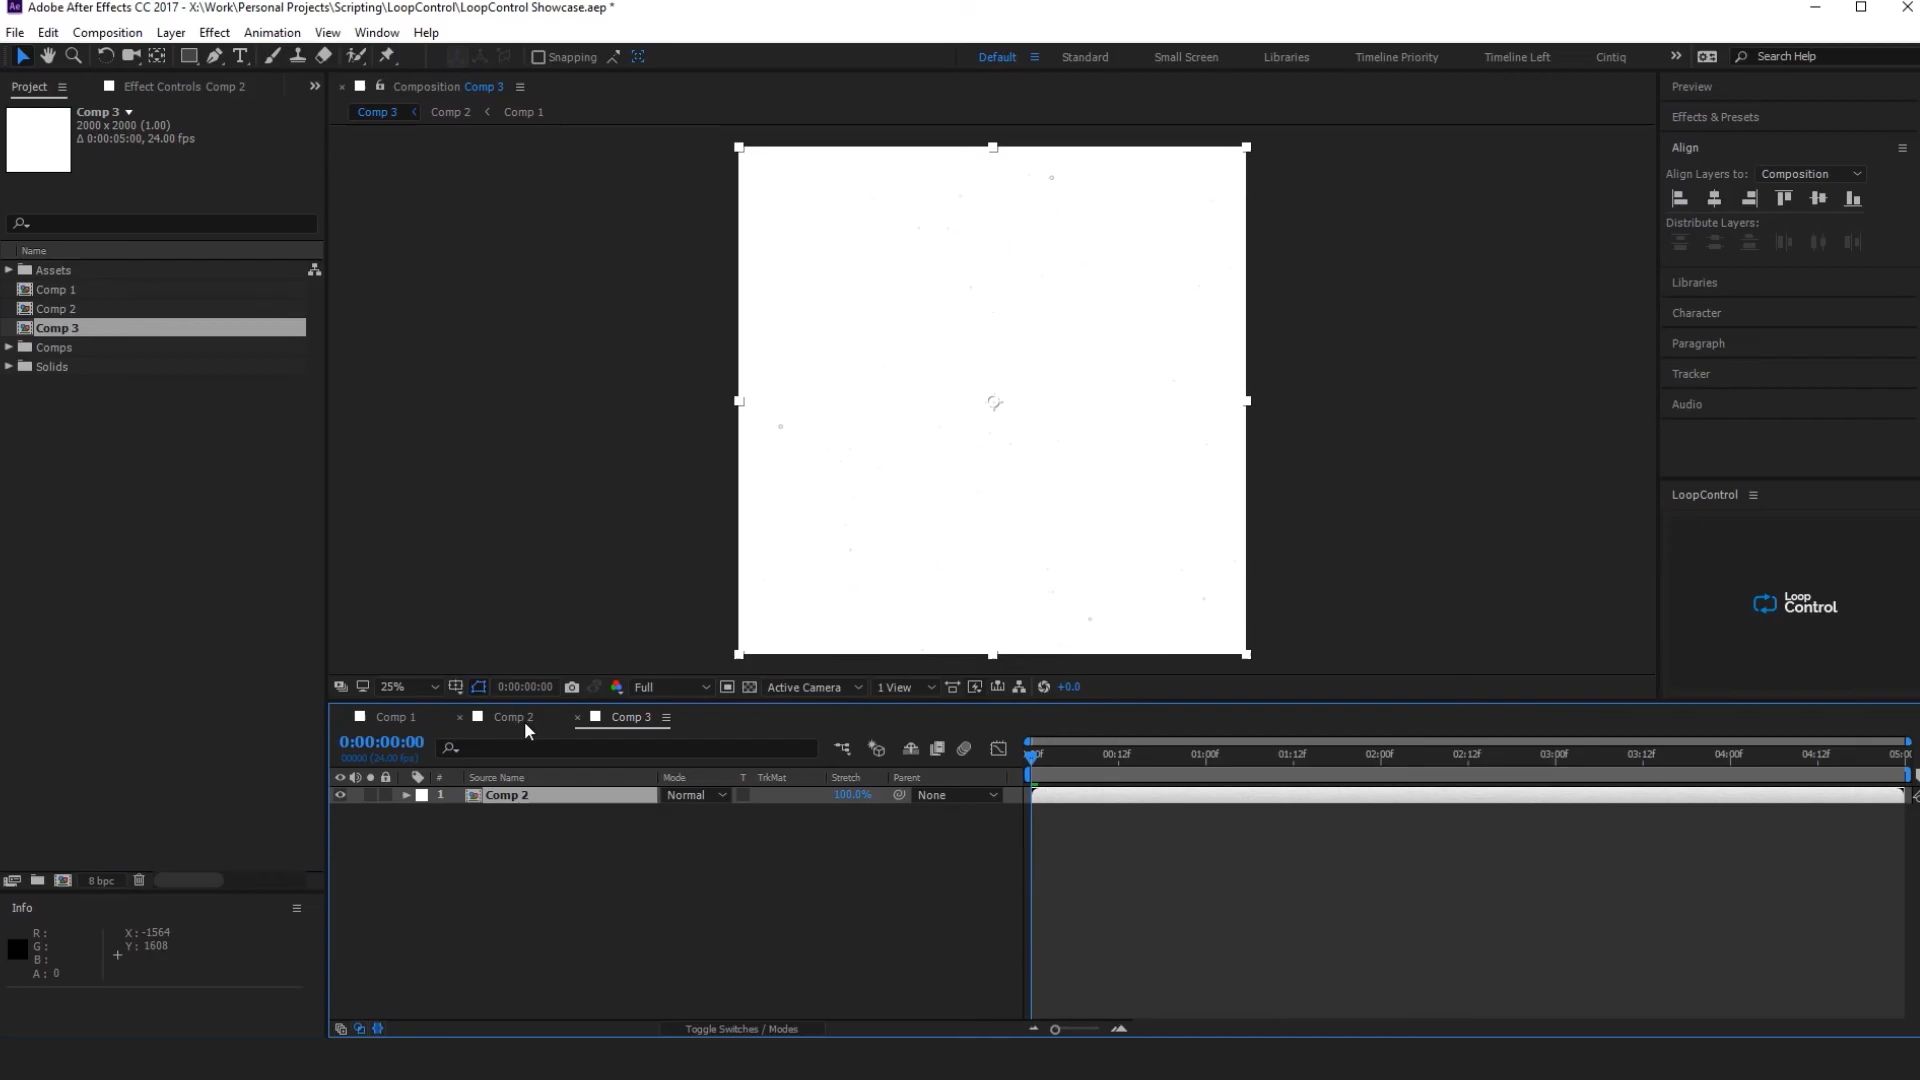 Ae Adobe After Effects CC 2017 - X:\Work\Personal Projects\Scripting\LoopControl\LoopControl Showcase.aep *
File Edit Composition Layer Effect Animation View Window Help
Snapping Default Standard Small Screen Libraries Timeline Priority Timeline Left Cintiq Search Help
Project Effect Controls Comp 2
Composition Comp 3
Preview
Comp 3
2000 x 2000 (1.00)
Δ 0:00:05:00, 24.00 fps
Comp 3 Comp 2 Comp 1
Effects & Presets
Align
Align Layers to: Composition
Distribute Layers:
Name
Assets
Comp 1
Comp 2
Comp 3
Comps
Solids
Libraries
Character
Paragraph
Tracker
Audio
LoopControl
Loop
Control
25% 0:00:00:00 Full Active Camera 1 View +0.0
Comp 1 Comp 2 Comp 3
0:00:00:00
00000 (24.00 fps)
00:12f 01:00f 01:12f 02:00f 02:12f 03:00f 03:12f 04:00f 04:12f
# Source Name Mode T TrkMat Stretch Parent
1 Comp 2 Normal 100.0% None
8 bpc
Info
R:
G:
B:
A: 0
X: -1564
Y: 1608
Toggle Switches / Modes